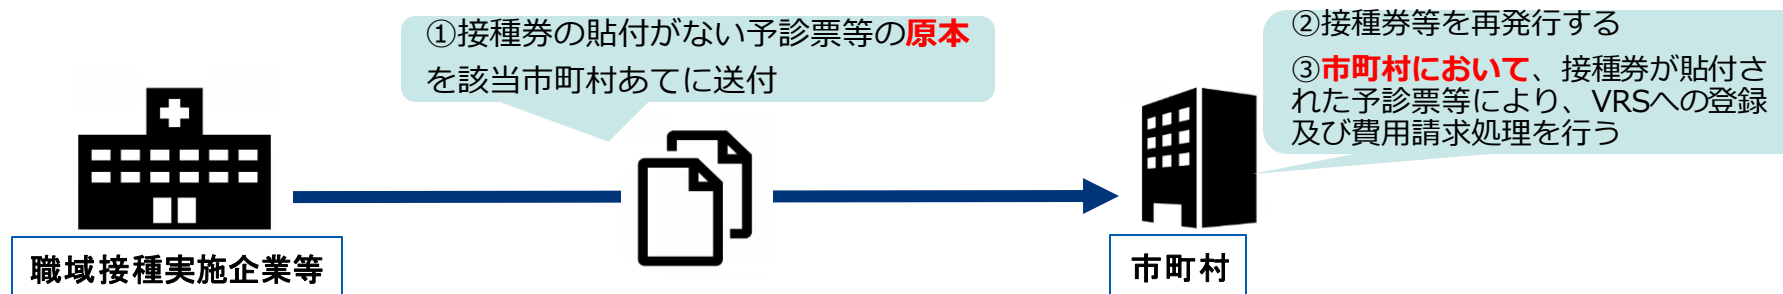 ①接種券の貼付がない予診票等の原本
を該当市町村あてに送付
②接種券等を再発行する
③市町村において、接種券が貼付さ
れた予診票等により、VRSへの登録
及び費用請求処理を行う
職域接種実施企業等
市町村